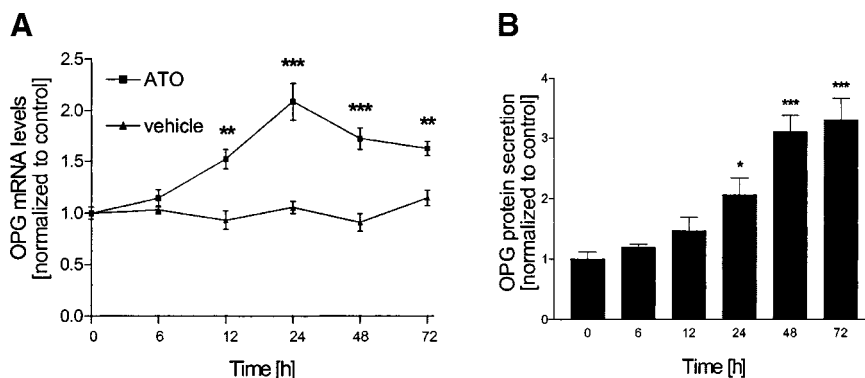 A
OPG mRNA levels
[normalized to control]
2.5
2.0
1.5
1.0
0.5
0.0
ATO
vehicle
**
***
***
**
0 6 12 24 48 72
Time [h]
B
OPG protein secretion
[normalized to control]
4
3
2
1
0
*
***
***
0 6 12 24 48 72
Time [h]